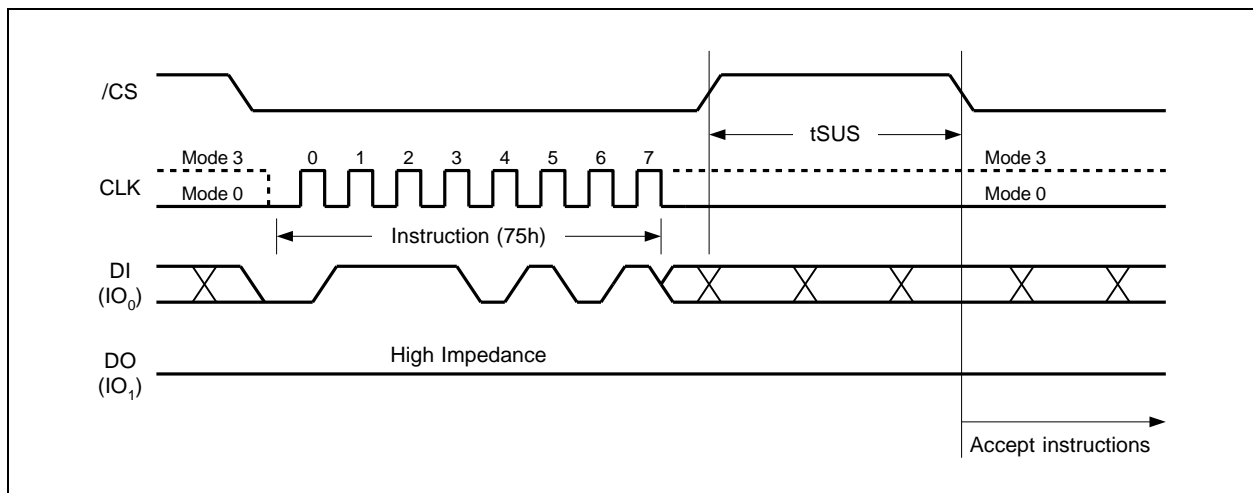 /CS
tSUS
Mode 3 0 1 2 3 4 5 6 7 Mode 3
CLK
Mode 0 Mode 0
Instruction (75h)
DI
(IO0)
High Impedance
DO
(IO1)
Accept instructions